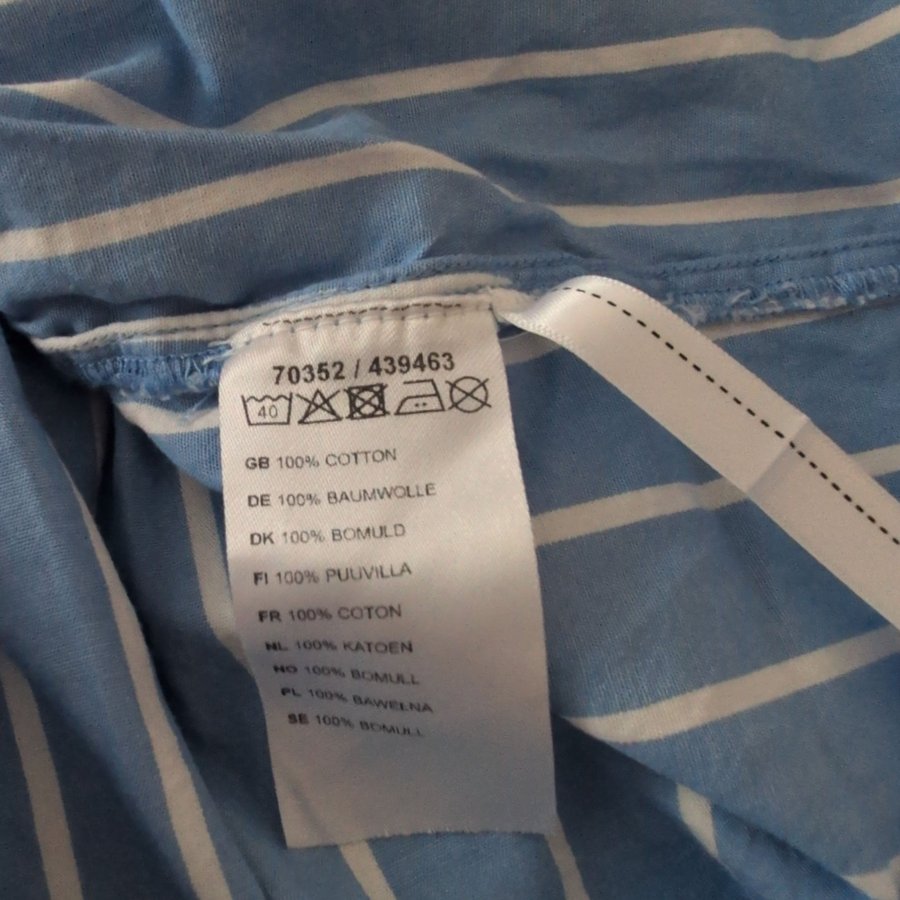 70352 / 439463
40
GB 100% COTTON
DE 100% BAUMWOLLE
DK 100% BOMULD
FI 100% PUUVILLA
FR 100% COTON
NL 100% KATOEN
NO 100% BOMULL
PL 100% BAWEŁNA
SE 100% BOMULL